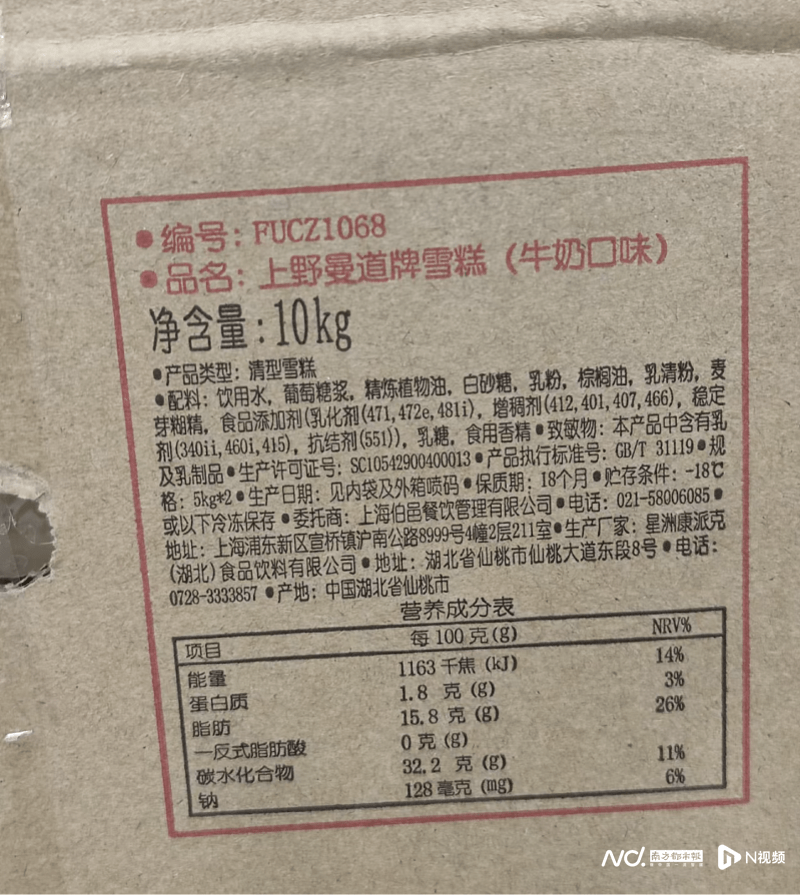 •编号：FUCZ1068
•品名：上野曼道牌雪糕（牛奶口味）
净含量：10kg
•产品类型：清型雪糕
•配料：饮用水，葡萄糖浆，精炼植物油，白砂糖，乳粉，棕榈油，乳清粉，麦
芽糊精，食品添加剂(乳化剂(471,472e,481i)，增稠剂(412,401,407,466)，稳定
剂(340ii,460i,415)，抗结剂(551))，乳糖，食用香精•致敏物：本产品中含有乳
及乳制品•生产许可证号：SC10542900400013•产品执行标准号：GB/T 31119•规
格：5kg*2•生产日期：见内袋及外箱喷码•保质期：18个月•贮存条件：-18℃
或以下冷冻保存•委托商：上海伯邑餐饮管理有限公司•电话：021-58006085•
地址：上海浦东新区宣桥镇沪南公路8999号4幢2层211室•生产厂家：星洲康派克
(湖北)食品饮料有限公司•地址：湖北省仙桃市仙桃大道东段8号•电话：
0728-3333857•产地：中国湖北省仙桃市
营养成分表
项目 每100克(g) NRV%
能量 1163千焦(kJ) 14%
蛋白质 1.8 克(g) 3%
脂肪 15.8 克(g) 26%
—反式脂肪酸 0克(g)
碳水化合物 32.2 克(g) 11%
钠 128毫克(mg) 6%
ND. 南方都市报 N视频